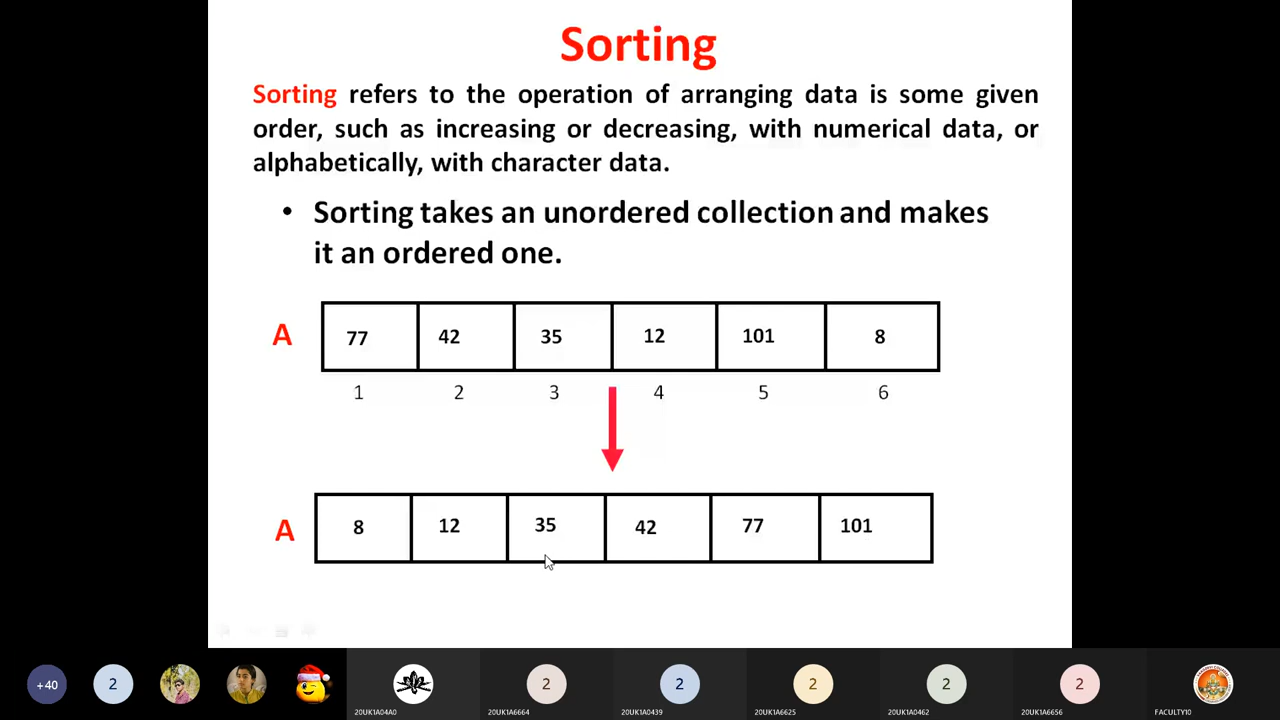 Sorting
Sorting refers to the operation of arranging data is some given
order, such as increasing or decreasing, with numerical data, or
alphabetically, with character data.
• Sorting takes an unordered collection and makes
it an ordered one.
A 77 42 35 12 101 8
1 2 3 4 5 6
A 8 12 35 42 77 101
+40 2 2 2 2 2 2
20UK1A04A0 20UK1A6664 20UK1A0439 20UK1A6625 20UK1A0462 20UK1A6656 FACULTY10